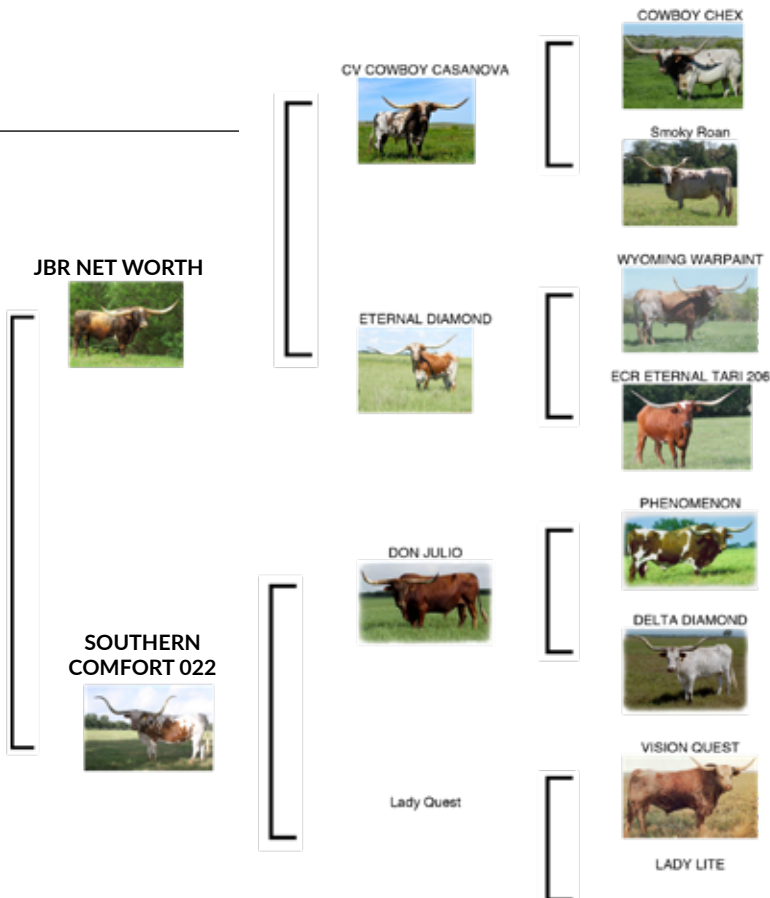 COWBOY CHEX
CV COWBOY CASANOVA
Smoky Roan
WYOMING WARPAINT
JBR NET WORTH
ETERNAL DIAMOND
ECR ETERNAL TARI 206
PHENOMENON
DON JULIO
DELTA DIAMOND
SOUTHERN
COMFORT 022
VISION QUEST
Lady Quest
LADY LITE